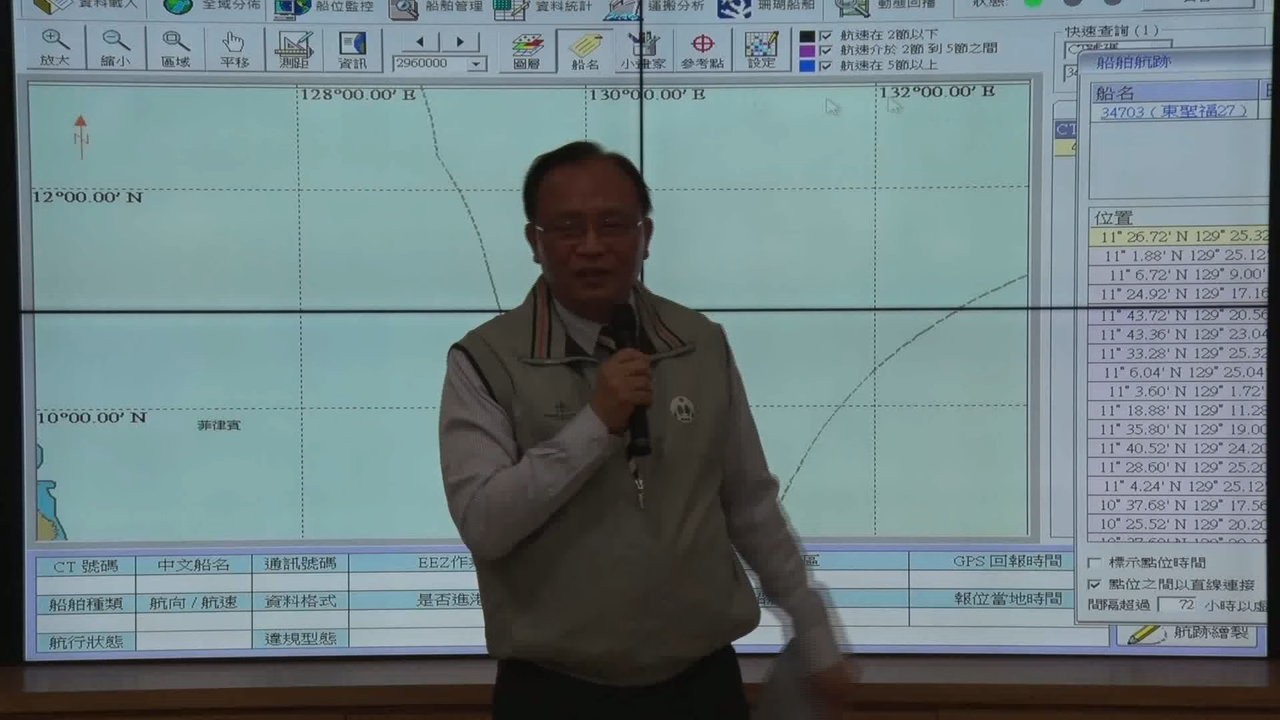 資料載入 全域分佈 船位監控 船舶管理 資料統計 運搬分析 珊瑚船舶 動態回播 狀態:
放大 縮小 區域 平移 測距 資訊 2960000 圖層 船名 小畫家 參考點 設定
航速在 2節以下
航速介於 2節 到 5節之間
航速在 5節以上
快速查詢 (1)
CT號碼
船舶航跡
船名
34703 (東聖福27)
128°00.00' E 130°00.00' E 132°00.00' E
N
12°00.00' N
10°00.00' N
菲律賓
CT
位置
11° 26.72' N 129° 25.32
11° 1.88' N 129° 25.12
11° 6.72' N 129° 9.00'
11° 24.92' N 129° 17.16
11° 43.72' N 129° 20.56
11° 43.36' N 129° 23.04
11° 33.28' N 129° 25.32
11° 6.04' N 129° 25.04
11° 3.60' N 129° 1.72'
11° 18.88' N 129° 11.28
11° 35.80' N 129° 19.00
11° 40.52' N 129° 24.20
11° 28.60' N 129° 25.20
11° 4.24' N 129° 25.12
10° 37.68' N 129° 17.56
10° 25.52' N 129° 20.20
標示點位時間
點位之間以直線連接
間隔超過 72 小時以虛
航跡繪製
CT 號碼 中文船名 通訊號碼 EEZ作業 區 GPS 回報時間
船舶種類 航向 / 航速 資料格式 是否進港 報位當地時間
航行狀態 違規型態